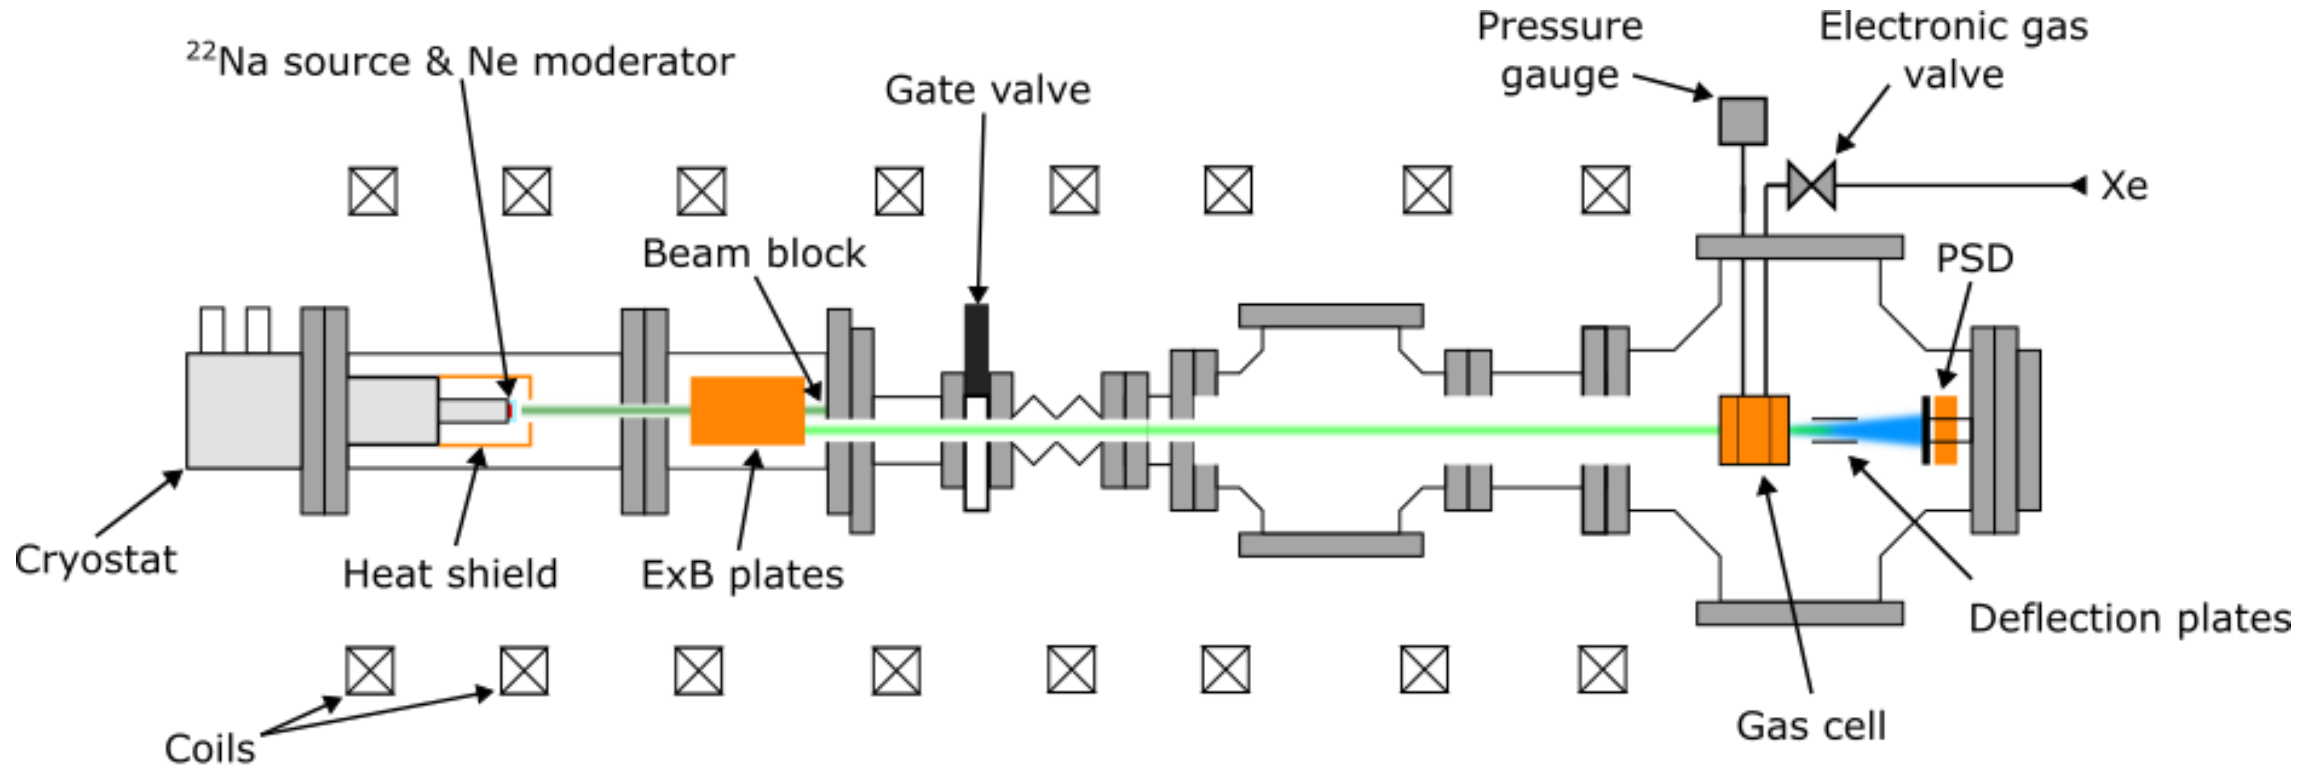 Pressure
gauge
Electronic gas
valve
²²Na source & Ne moderator
Gate valve
Xe
Beam block
PSD
Cryostat
Heat shield
ExB plates
Deflection plates
Coils
Gas cell